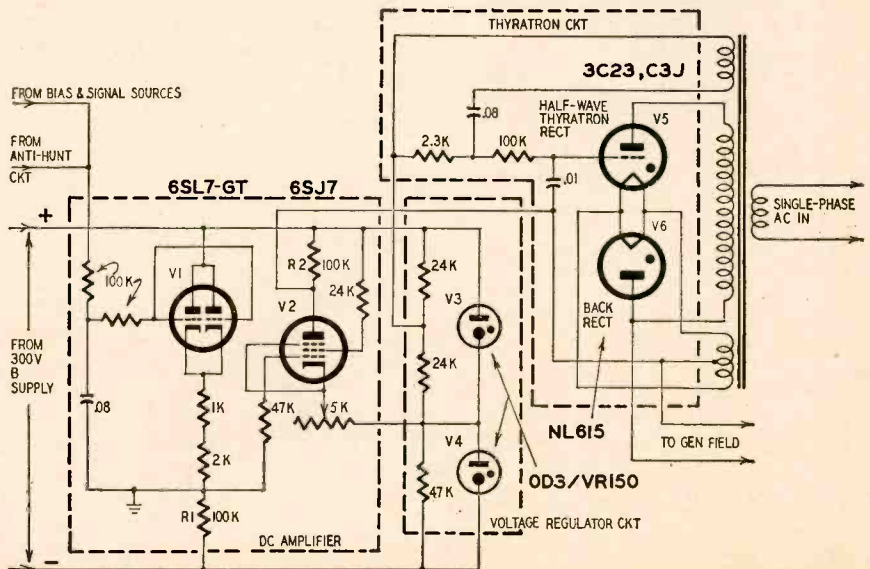 THYRATRON CKT
3C23, C3J
FROM BIAS & SIGNAL SOURCES
FROM
ANTI-HUNT
CKT
.08
HALF-WAVE
THYRATRON
RECT
V5
2.3K
100K
.01
SINGLE-PHASE
AC IN
6SL7-GT
6SJ7
+
V6
R2
100K
24K
24K
V1
V2
V3
100K
BACK
RECT
FROM
300V
B
SUPPLY
24K
.08
1K
47K
5K
V4
NL615
TO GEN FIELD
2K
47K
OD3/VR150
R1
100K
DC AMPLIFIER
VOLTAGE REGULATOR CKT
-